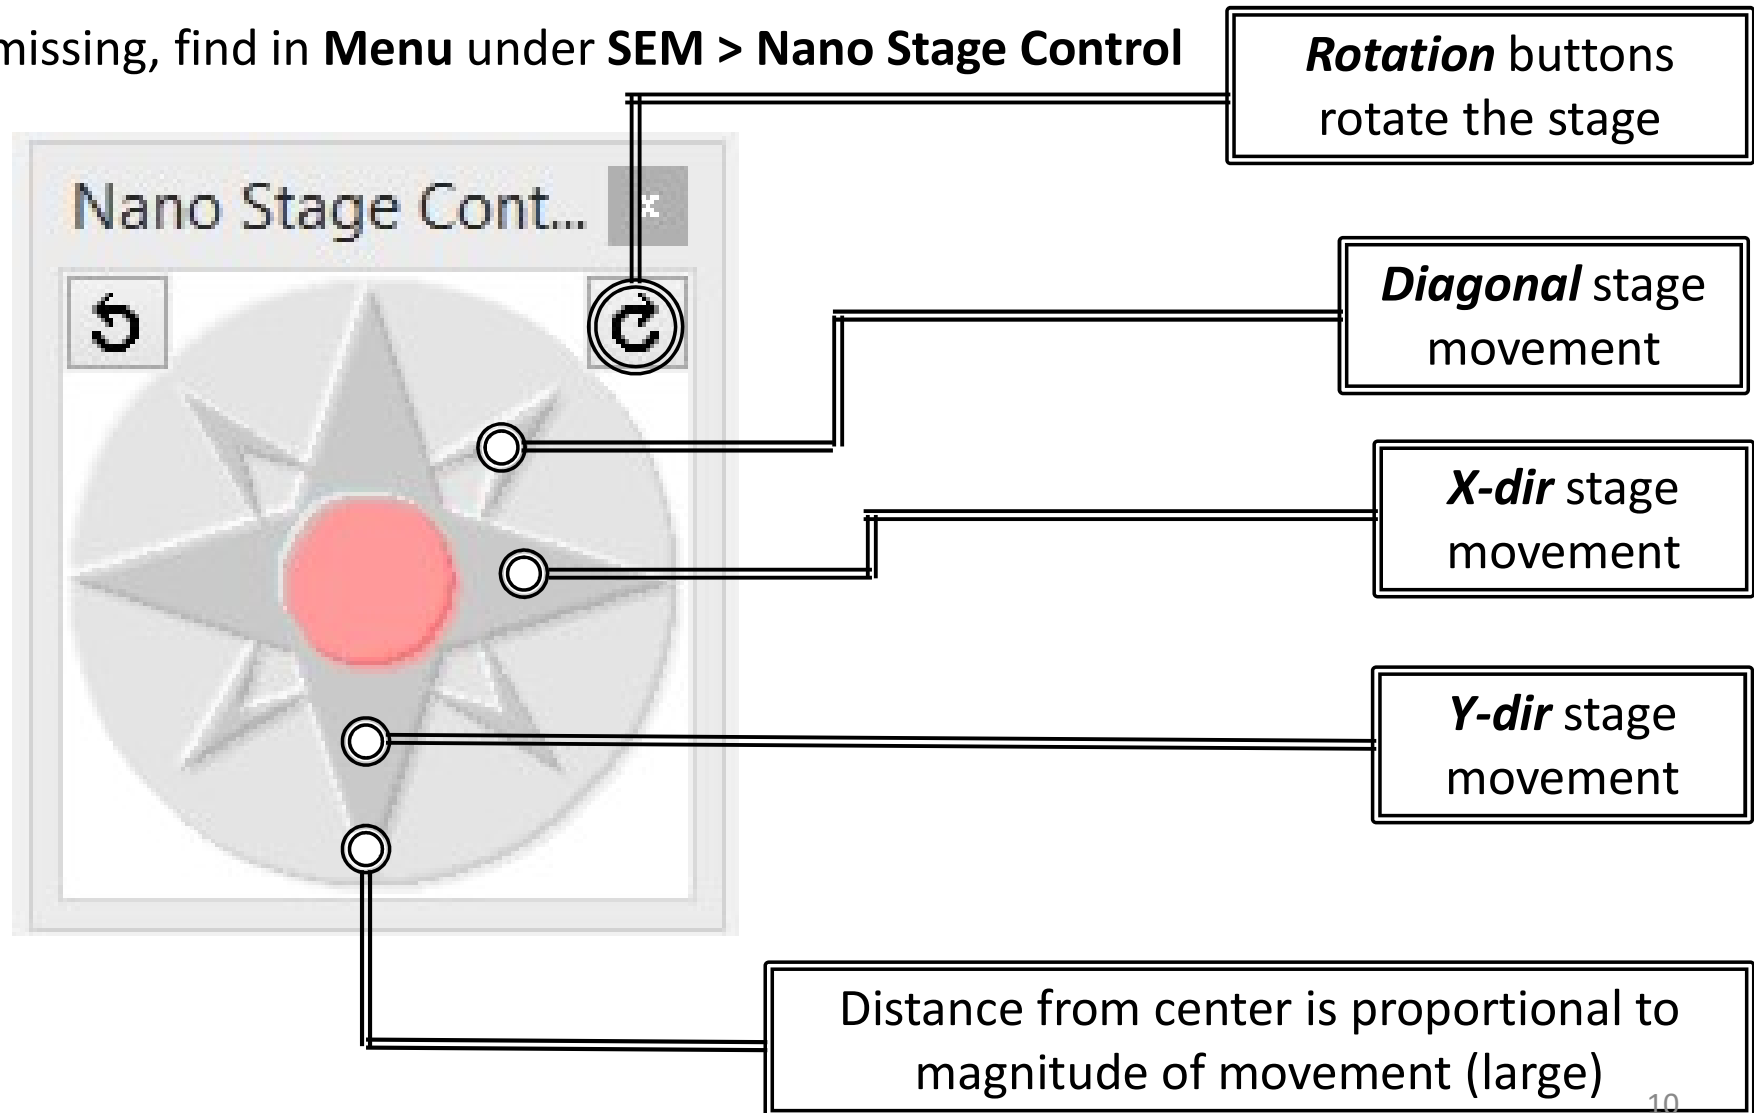 missing, find in Menu under SEM > Nano Stage Control
Rotation buttons
rotate the stage
Nano Stage Cont...
x
Diagonal stage
movement
X-dir stage
movement
Y-dir stage
movement
Distance from center is proportional to
magnitude of movement (large)
10